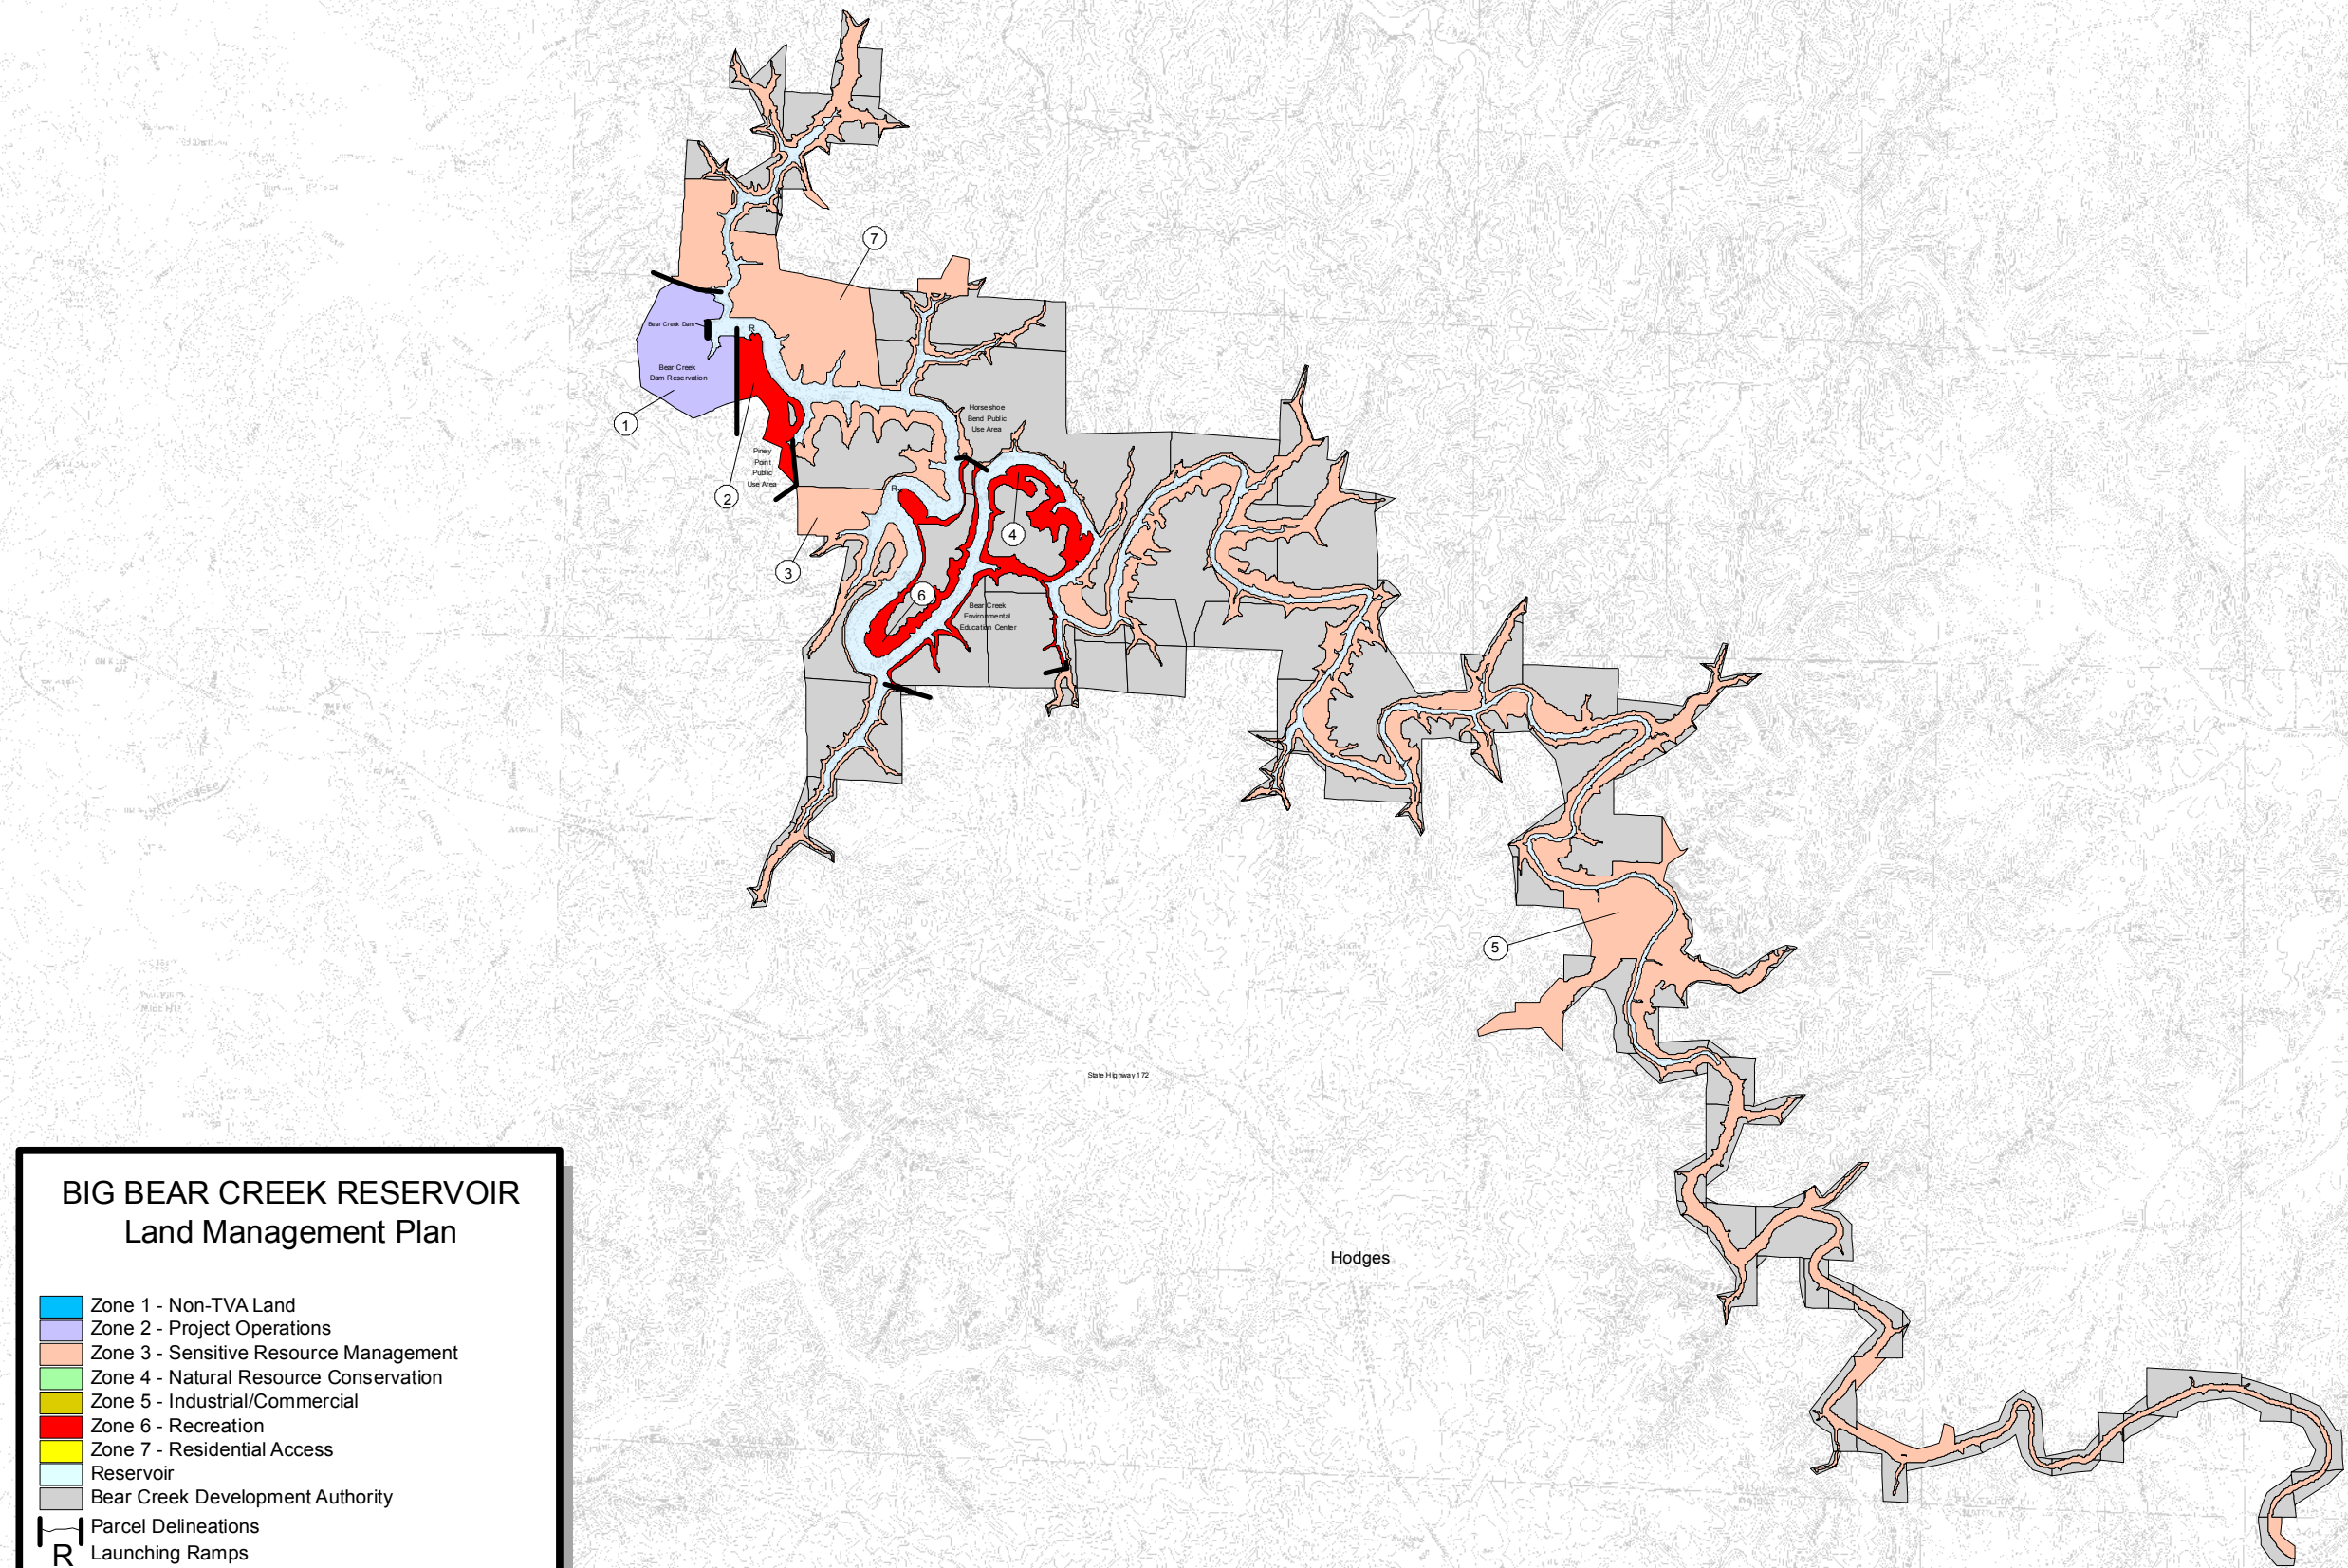 7
R
Bear Creek Dam
Bear Creek
Dam Reservation
1
Horseshoe
Bend Public
Use Area
Piney
Point
Public
Use Area
2
R
4
3
6
Bear Creek
Environmental
Education Center
5
State Highway 172
Hodges
BIG BEAR CREEK RESERVOIR
Land Management Plan
Zone 1 - Non-TVA Land
Zone 2 - Project Operations
Zone 3 - Sensitive Resource Management
Zone 4 - Natural Resource Conservation
Zone 5 - Industrial/Commercial
Zone 6 - Recreation
Zone 7 - Residential Access
Reservoir
Bear Creek Development Authority
Parcel Delineations
R Launching Ramps